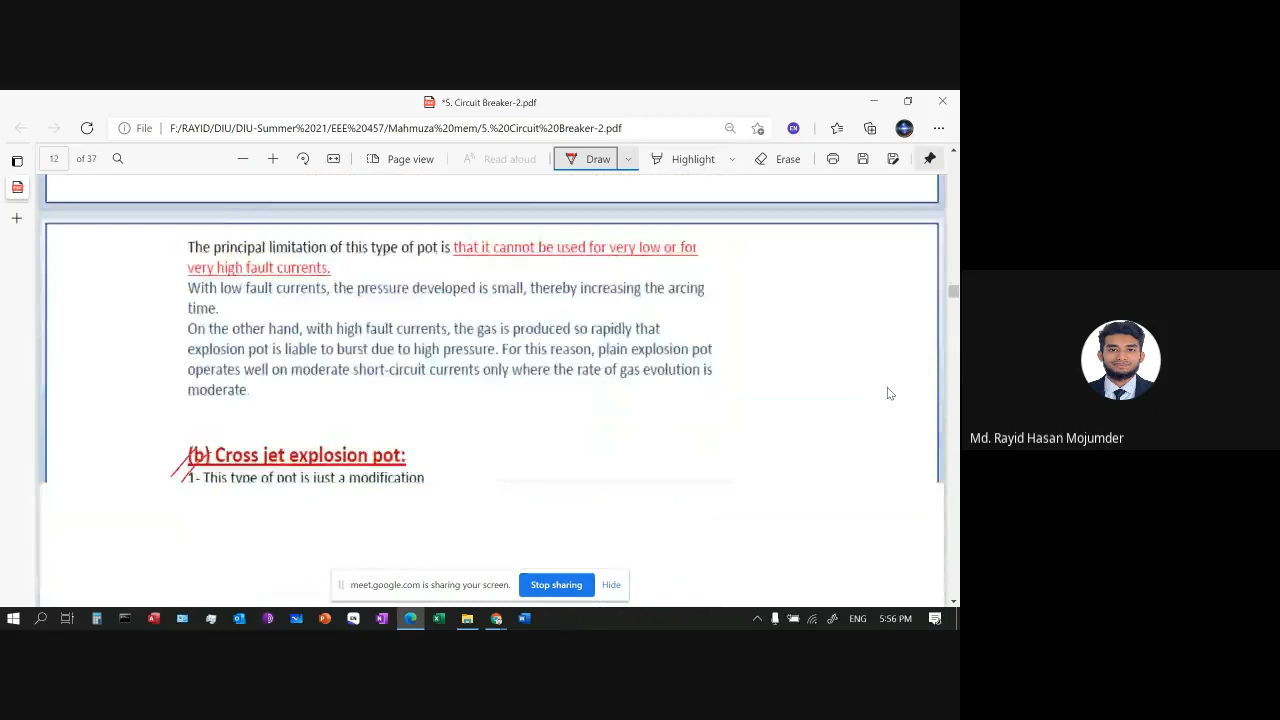 *5. Circuit Breaker-2.pdf
File
F:/RAYID/DIU/DIU-Summer%2021/EEE%20457/Mahmuza%20mem/5.%20Circuit%20Breaker-2.pdf
EN
12 of 37
Page view
Read aloud
Draw
Highlight
Erase
The principal limitation of this type of pot is that it cannot be used for very low or for
very high fault currents.
With low fault currents, the pressure developed is small, thereby increasing the arcing
time.
On the other hand, with high fault currents, the gas is produced so rapidly that
explosion pot is liable to burst due to high pressure. For this reason, plain explosion pot
operates well on moderate short-circuit currents only where the rate of gas evolution is
moderate.
(b) Cross jet explosion pot:
1- This type of pot is just a modification
meet.google.com is sharing your screen.
Stop sharing
Hide
ENG
5:56 PM
Md. Rayid Hasan Mojumder